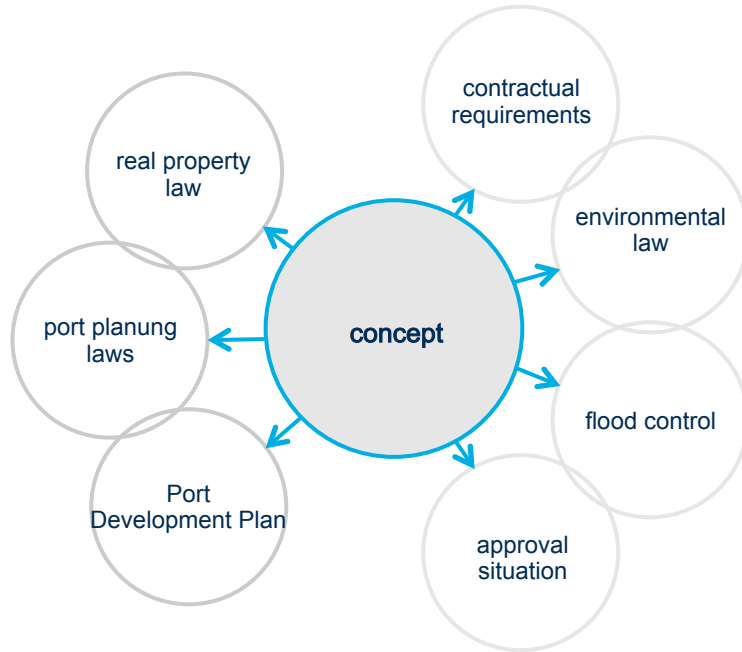 contractual
requirements
real property
law
environmental
law
port planung
laws
concept
flood control
Port
Development Plan
approval
situation